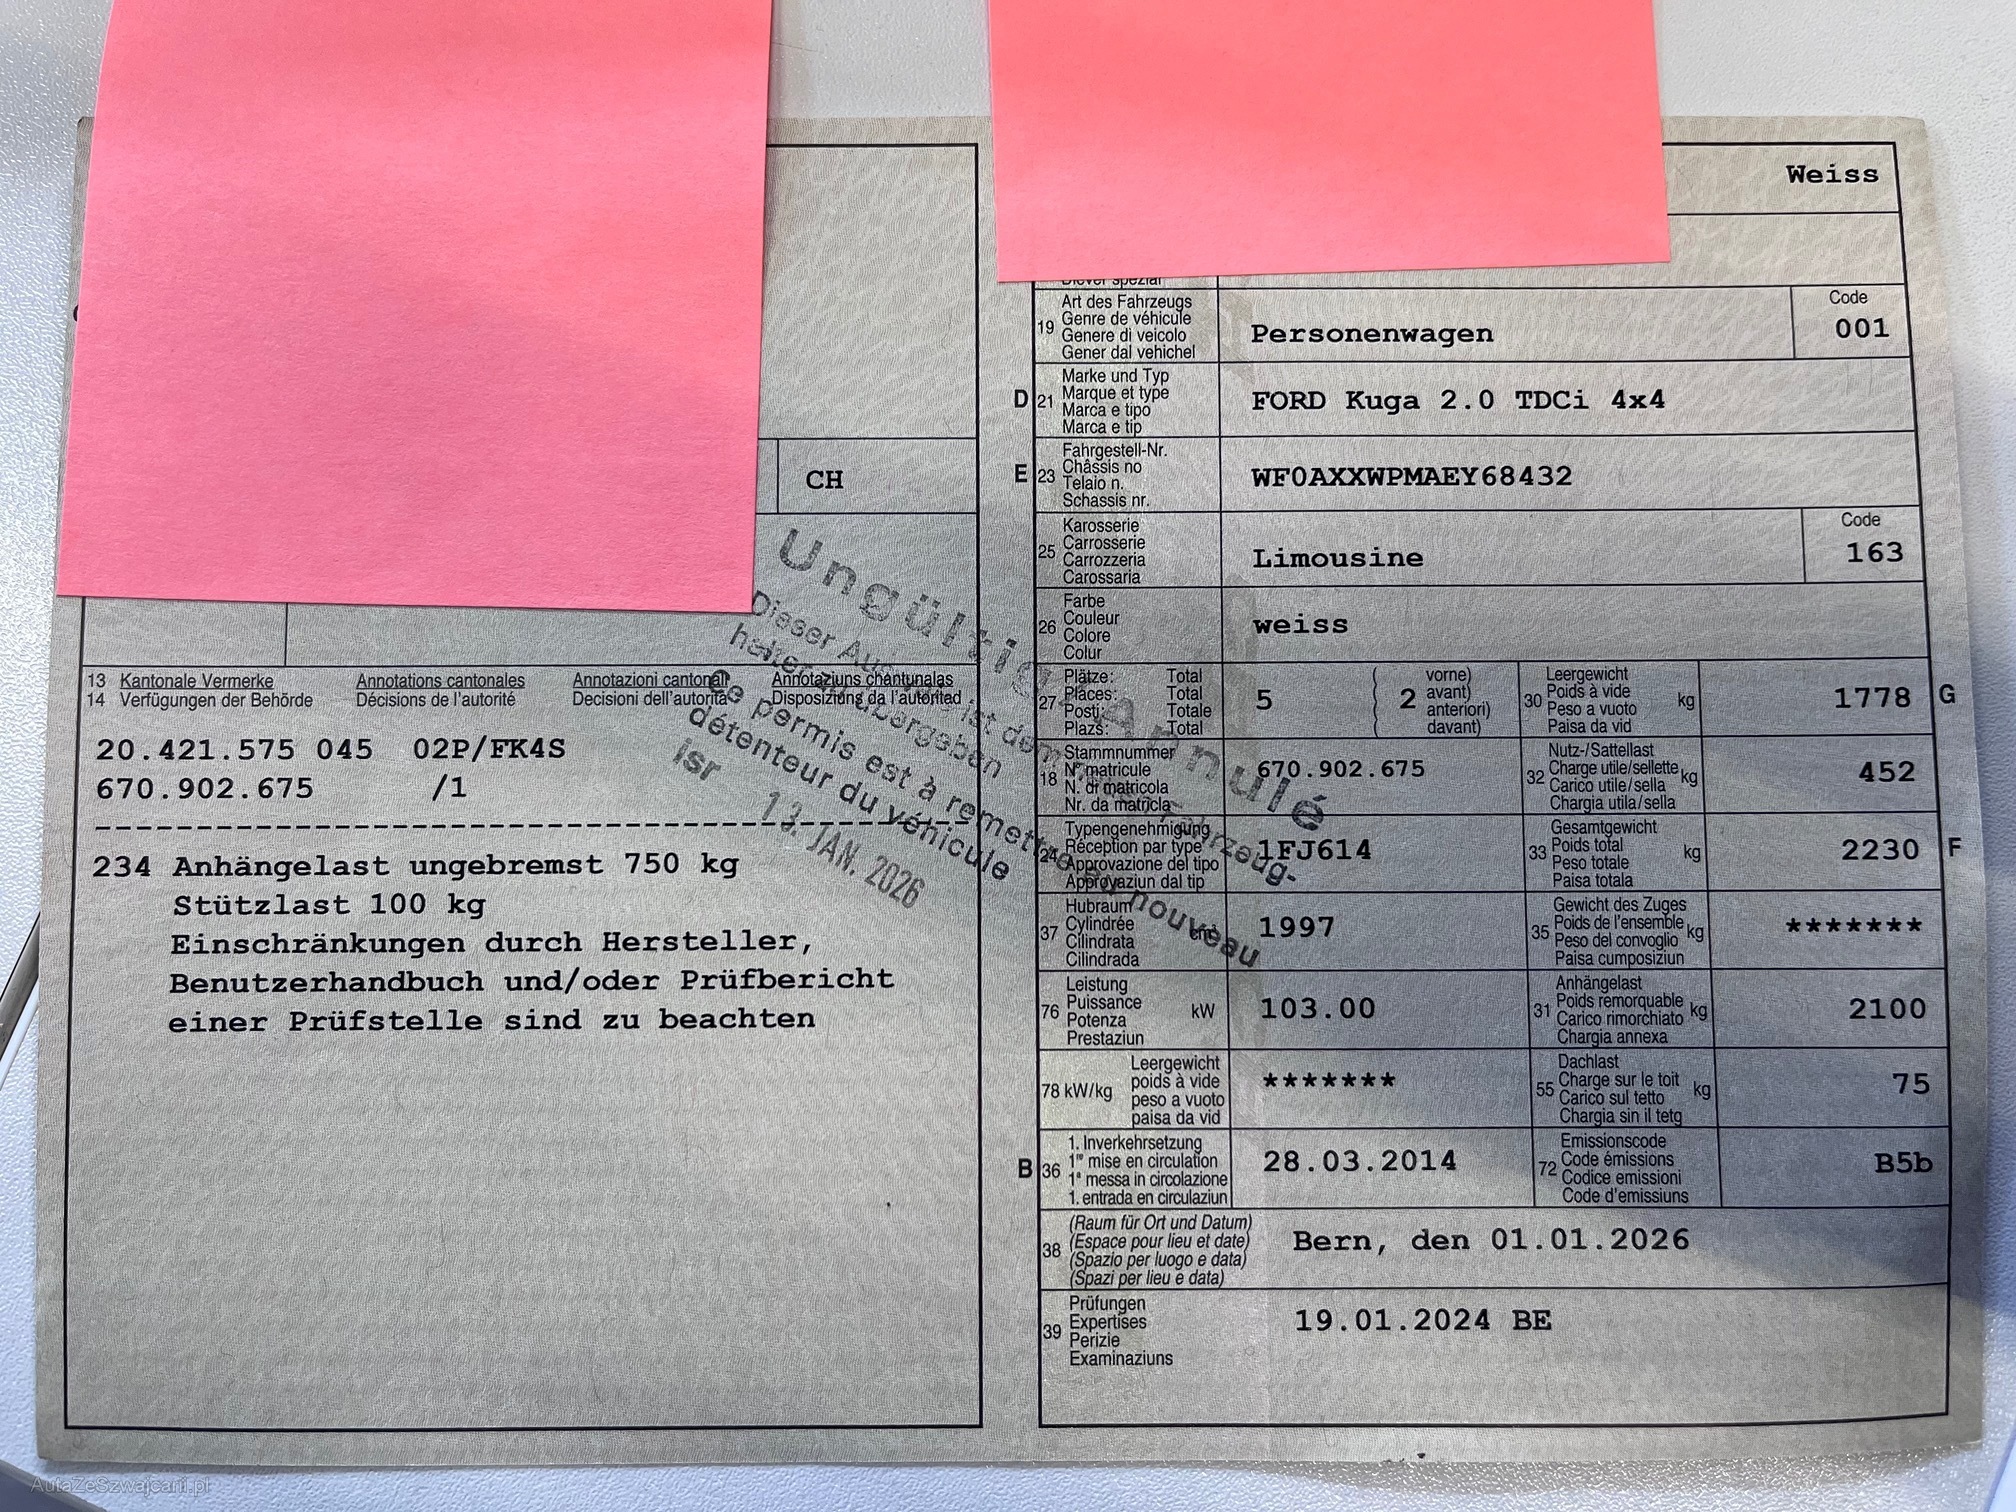 Weiss
Diever spezial
19 Art des Fahrzeugs
Genre de véhicule
Genere di veicolo
Gener dal vehichel
Personenwagen
Code
001
D 21 Marke und Typ
Marque et type
Marca e tipo
Marca e tip
FORD Kuga 2.0 TDCi 4x4
E 23 Fahrgestell-Nr.
Châssis no
Telaio n.
Schassis nr.
WF0AXXWPMAEY68432
CH
25 Karosserie
Carrosserie
Carrozzeria
Carossaria
Limousine
Code
163
26 Farbe
Couleur
Colore
Colur
weiss
27 Plätze: Total
Places: Total
Posti: Totale
Plazs: Total
5
( vorne)
( 2 avant)
( anteriori)
( davant)
30 Leergewicht
Poids à vide
Peso a vuoto
Paisa da vid
kg
1778 G
18 Stammnummer
N° matricule
N. di matricola
Nr. da matricla
670.902.675
32 Nutz-/Sattellast
Charge utile/sellette
Carico utile/sella
Chargia utila/sella
kg
452
24 Typengenehmigung
Réception par type
Approvazione del tipo
Approvaziun dal tip
1FJ614
33 Gesamtgewicht
Poids total
Peso totale
Paisa totala
kg
2230 F
37 Hubraum
Cylindrée
Cilindrata
Cilindrada
1997
35 Gewicht des Zuges
Poids de l'ensemble
Peso del convoglio
Paisa cumposiziun
kg
*******
76 Leistung
Puissance
Potenza
Prestaziun
kW
103.00
31 Anhängelast
Poids remorquable
Carico rimorchiato
Chargia annexa
kg
2100
78 kW/kg
Leergewicht
poids à vide
peso a vuoto
paisa da vid
*******
55 Dachlast
Charge sur le toit
Carico sul tetto
Chargia sin il tetg
kg
75
B 36 1. Inverkehrsetzung
1re mise en circulation
1a messa in circolazione
1. entrada en circulaziun
28.03.2014
72 Emissionscode
Code émissions
Codice emissioni
Code d'emissiuns
B5b
38 (Raum für Ort und Datum)
(Espace pour lieu et date)
(Spazio per luogo e data)
(Spazi per lieu e data)
Bern, den 01.01.2026
39 Prüfungen
Expertises
Perizie
Examinaziuns
19.01.2024 BE
13 Kantonale Vermerke Annotations cantonales Annotazioni cantonali Annotaziuns chantunalas
14 Verfügungen der Behörde Décisions de l'autorité Decisioni dell'autorità Disposiziuns da l'autoritad
20.421.575 045 02P/FK4S
670.902.675 /1
234 Anhängelast ungebremst 750 kg
Stützlast 100 kg
Einschränkungen durch Hersteller,
Benutzerhandbuch und/oder Prüfbericht
einer Prüfstelle sind zu beachten
Ungültig - Annulé
Dieser Ausweis ist dem neuen Fahrzeug-
halter zu übergeben
Ce permis est à remettre au nouveau
détenteur du véhicule
isr 13. JAN. 2026
AutaZeSzwajcarii.pl